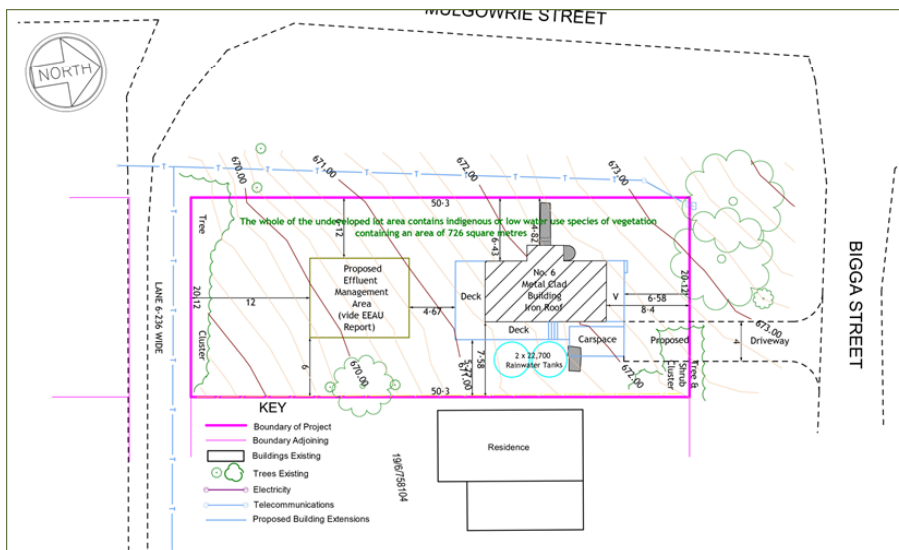 MULGOWRIE STREET
NORTH
670.00
671.00
672.00
673.00
50·3
The whole of the undeveloped lot area contains indigenous or low water use species of vegetation
containing an area of 726 square metres
Tree
Cluster
20·12
12
6·43
4·82
Proposed
Effluent
Management
Area
(vide EEAU
Report)
4·67
Deck
No. 6
Metal Clad
Building
Iron Roof
V
20·12
6·58
8·4
673.00
Deck
Carspace
Proposed
Driveway
4
BIGGA STREET
LANE 6·236 WIDE
6
670.00
7·58
2 x 22,700
Rainwater Tanks
672.00
Tree &
Shrub
Cluster
50·3
KEY
Boundary of Project
Boundary Adjoining
Buildings Existing
Trees Existing
Electricity
Telecommunications
Proposed Building Extensions
19/6/758104
Residence